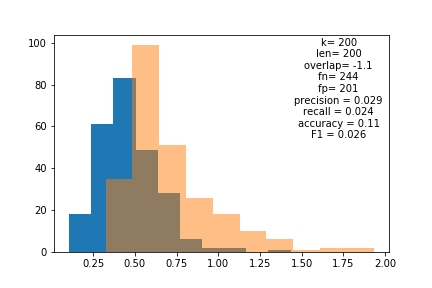 k= 200
len= 200
overlap= -1.1
fn= 244
fp= 201
precision = 0.029
recall = 0.024
accuracy = 0.11
F1 = 0.026
100
80
60
40
20
0
0.25 0.50 0.75 1.00 1.25 1.50 1.75 2.00